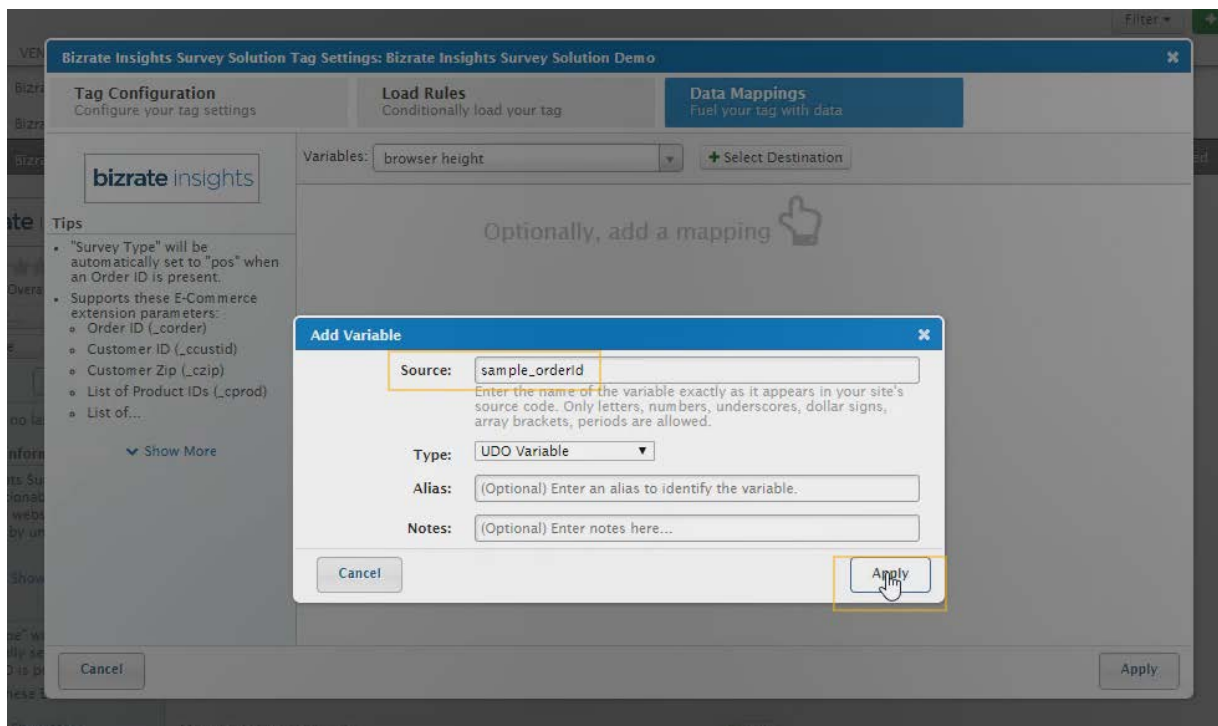 Filter
VEN
Bizrate Insights Survey Solution Tag Settings: Bizrate Insights Survey Solution Demo
Tag Configuration
Configure your tag settings
Load Rules
Conditionally load your tag
Data Mappings
Fuel your tag with data
Bizra
Bizra
Bizra
bizrate insights
Variables:
browser height
+ Select Destination
Optionally, add a mapping
Tips
• "Survey Type" will be
automatically set to "pos" when
an Order ID is present.
• Supports these E-Commerce
extension parameters:
Order ID (_corder)
Customer ID (_ccustid)
Customer Zip (_czip)
List of Product IDs (_cprod)
List of...
Show More
Add Variable
Source:
sample_orderId
Enter the name of the variable exactly as it appears in your site's
source code. Only letters, numbers, underscores, dollar signs,
array brackets, periods are allowed.
Type:
UDO Variable
Alias:
(Optional) Enter an alias to identify the variable.
Notes:
(Optional) Enter notes here...
Cancel
Apply
Cancel
Apply